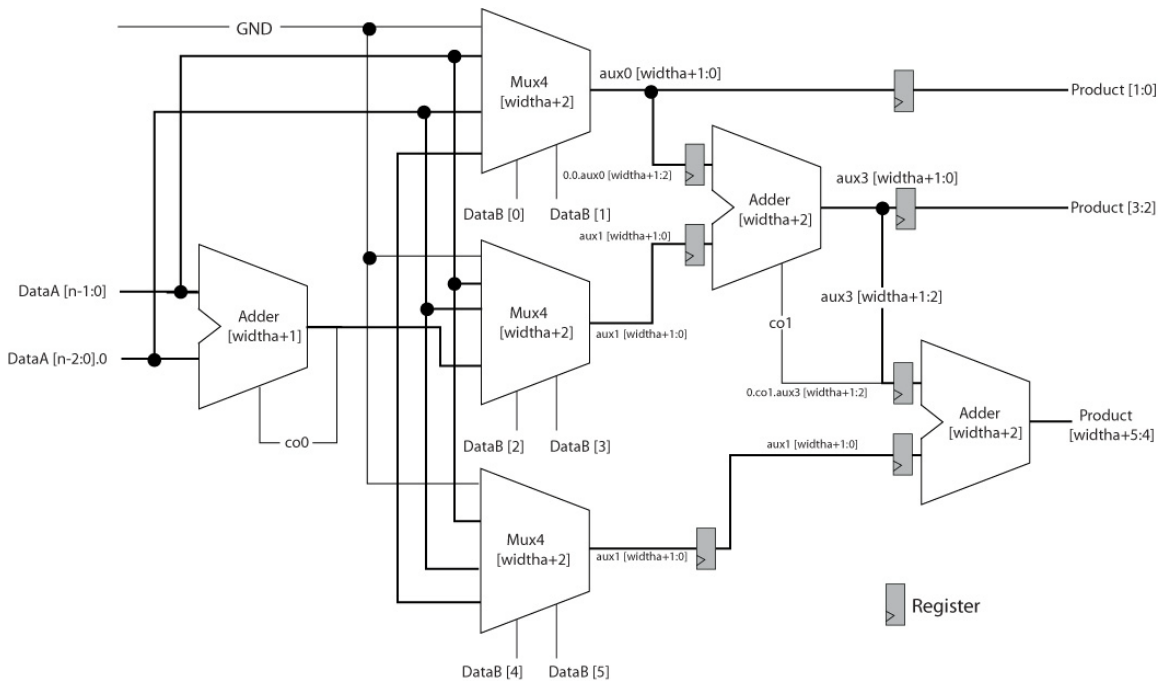 GND
Mux4
[widtha+2]
aux0 [widtha+1:0]
Product [1:0]
0.0.aux0 [widtha+1:2]
DataB [0]
DataB [1]
Adder
[widtha+2]
aux3 [widtha+1:0]
Product [3:2]
aux1 [widtha+1:0]
DataA [n-1:0]
Adder
[widtha+1]
DataA [n-2:0].0
co0
Mux4
[widtha+2]
aux1 [widtha+1:0]
DataB [2]
DataB [3]
co1
aux3 [widtha+1:2]
0.co1.aux3 [widtha+1:2]
Adder
[widtha+2]
Product
[widtha+5:4]
aux1 [widtha+1:0]
Mux4
[widtha+2]
aux1 [widtha+1:0]
DataB [4]
DataB [5]
Register